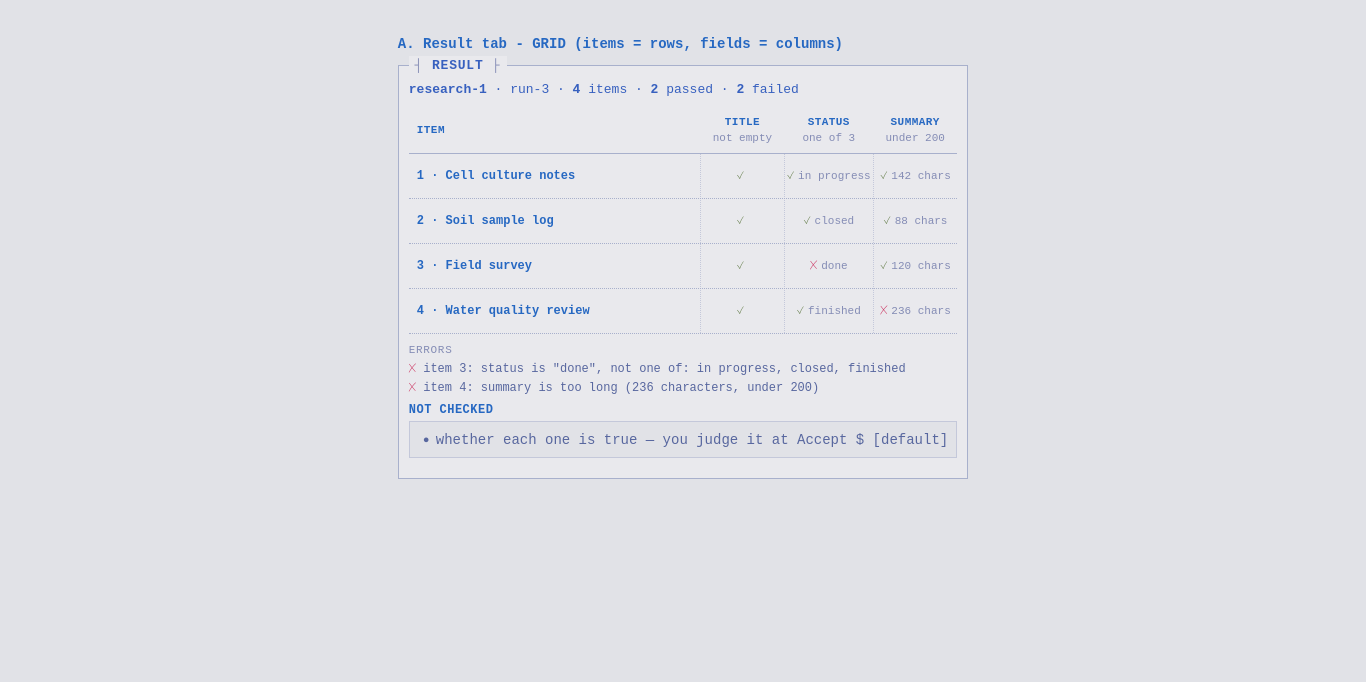 A. Result tab - GRID (items = rows, fields = columns)
┤ RESULT ├
research-1 · run-3 · 4 items · 2 passed · 2 failed
ITEM TITLE STATUS SUMMARY
not empty one of 3 under 200
1 · Cell culture notes ✓ ✓ in progress ✓ 142 chars
2 · Soil sample log ✓ ✓ closed ✓ 88 chars
3 · Field survey ✓ ✗ done ✓ 120 chars
4 · Water quality review ✓ ✓ finished ✗ 236 chars
ERRORS
✗ item 3: status is "done", not one of: in progress, closed, finished
✗ item 4: summary is too long (236 characters, under 200)
NOT CHECKED
• whether each one is true — you judge it at Accept $ [default]